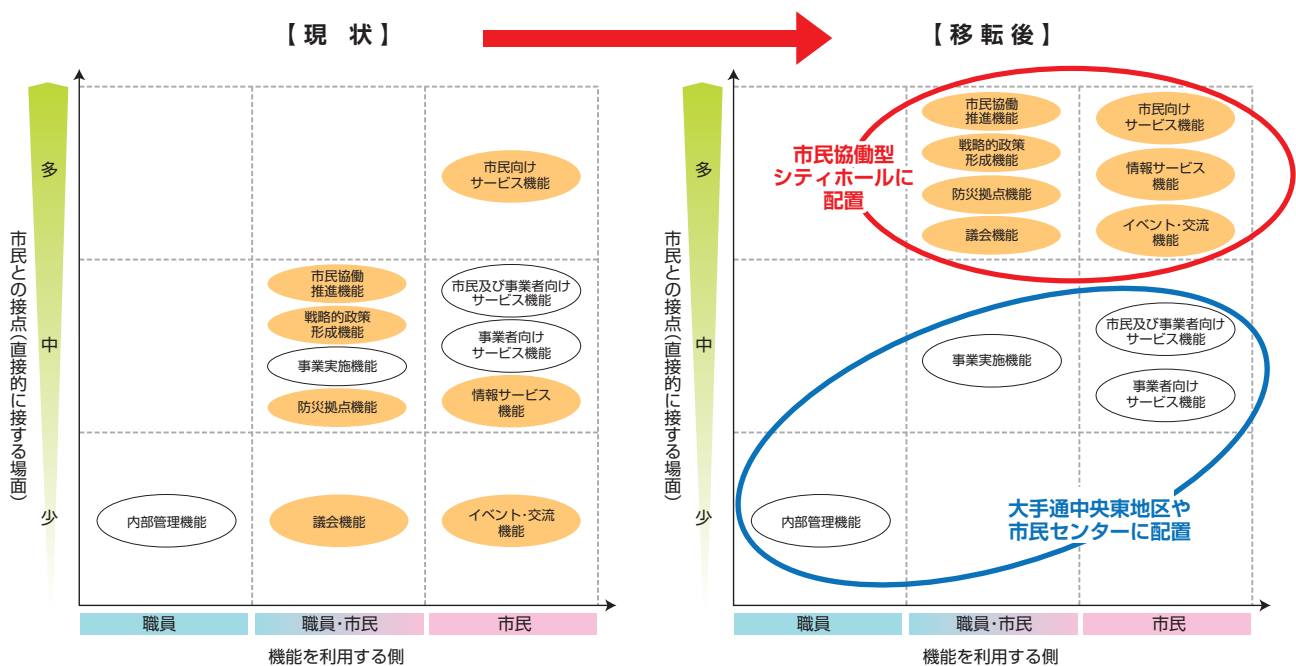 【現 状】
市民との接点（直接的に接する場面）
多
中
少
市民向け
サービス機能
市民協働
推進機能
戦略的政策
形成機能
事業実施機能
防災拠点機能
市民及び事業者向け
サービス機能
事業者向け
サービス機能
情報サービス
機能
内部管理機能
議会機能
イベント・交流
機能
職員
職員・市民
市民
機能を利用する側
【移転後】
市民との接点（直接的に接する場面）
多
中
少
市民協働型
シティホールに
配置
市民協働
推進機能
戦略的政策
形成機能
防災拠点機能
議会機能
市民向け
サービス機能
情報サービス
機能
イベント・交流
機能
事業実施機能
市民及び事業者向け
サービス機能
事業者向け
サービス機能
内部管理機能
大手通中央東地区や
市民センターに配置
職員
職員・市民
市民
機能を利用する側